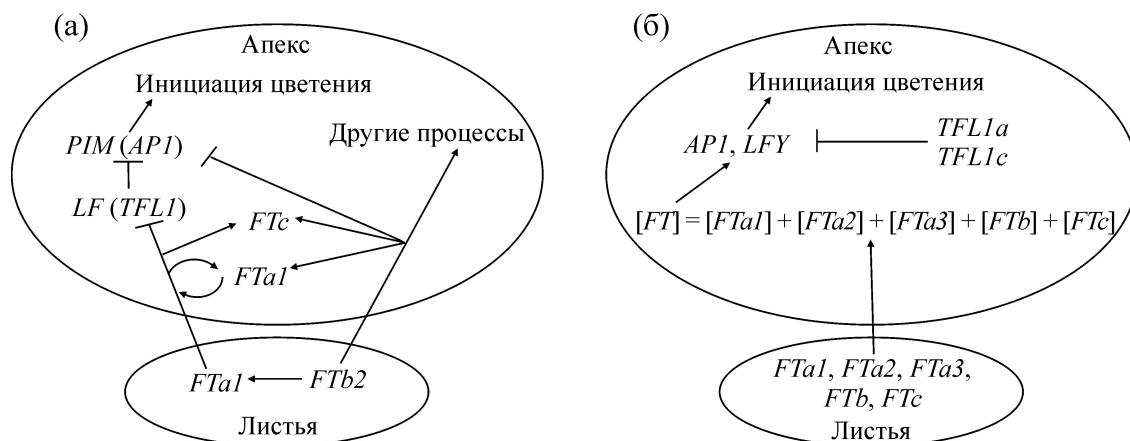 (а)
Апекс
Инициация цветения
Другие процессы
PIM (AP1)
LF (TFL1)
FTc
FTa1
FTa1
FTb2
Листья
(б)
Апекс
Инициация цветения
AP1, LFY
TFL1a
TFL1c
[FT] = [FTa1] + [FTa2] + [FTa3] + [FTb] + [FTc]
FTa1, FTa2, FTa3,
FTb, FTc
Листья